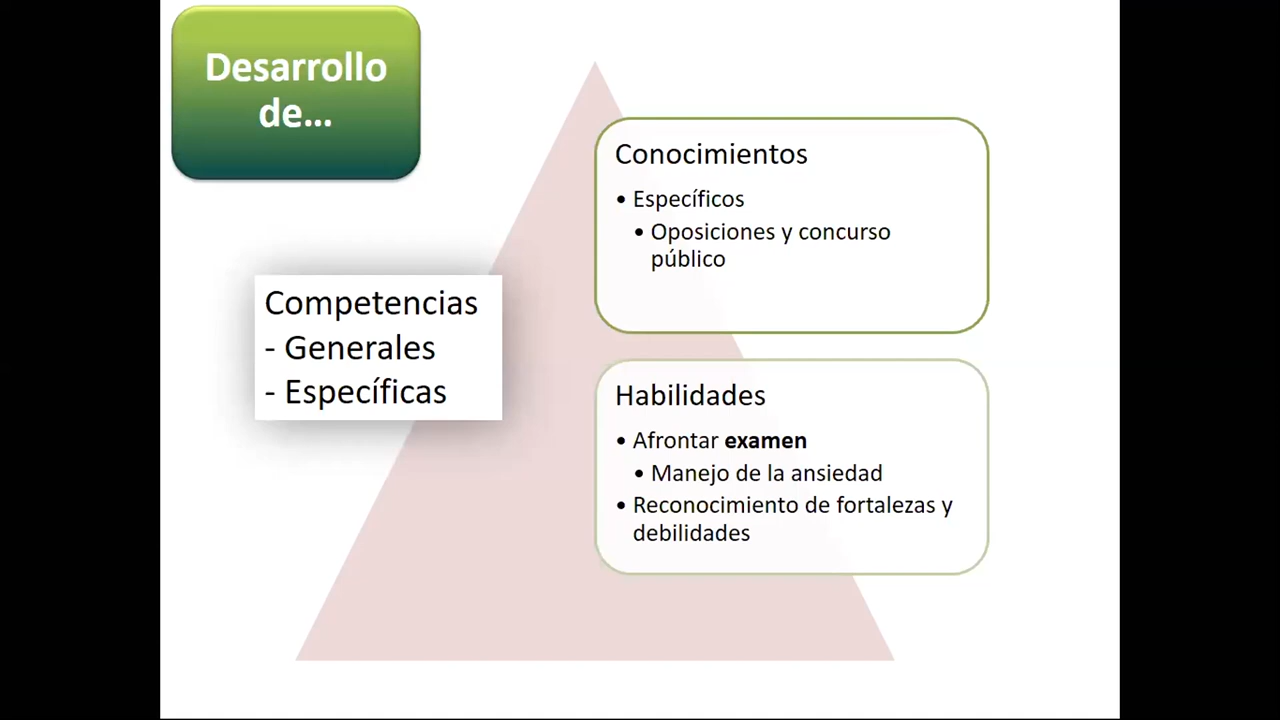 Desarrollo
de...
Competencias
- Generales
- Específicas
Conocimientos
• Específicos
• Oposiciones y concurso
público
Habilidades
• Afrontar examen
• Manejo de la ansiedad
• Reconocimiento de fortalezas y
debilidades